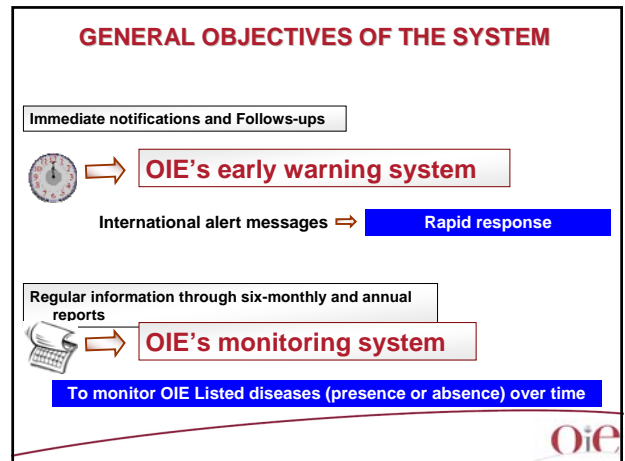 GENERAL OBJECTIVES OF THE SYSTEM
Immediate notifications and Follows-ups
OIE's early warning system
International alert messages ⇨ Rapid response
Regular information through six-monthly and annual
reports
OIE's monitoring system
To monitor OIE Listed diseases (presence or absence) over time
Oie